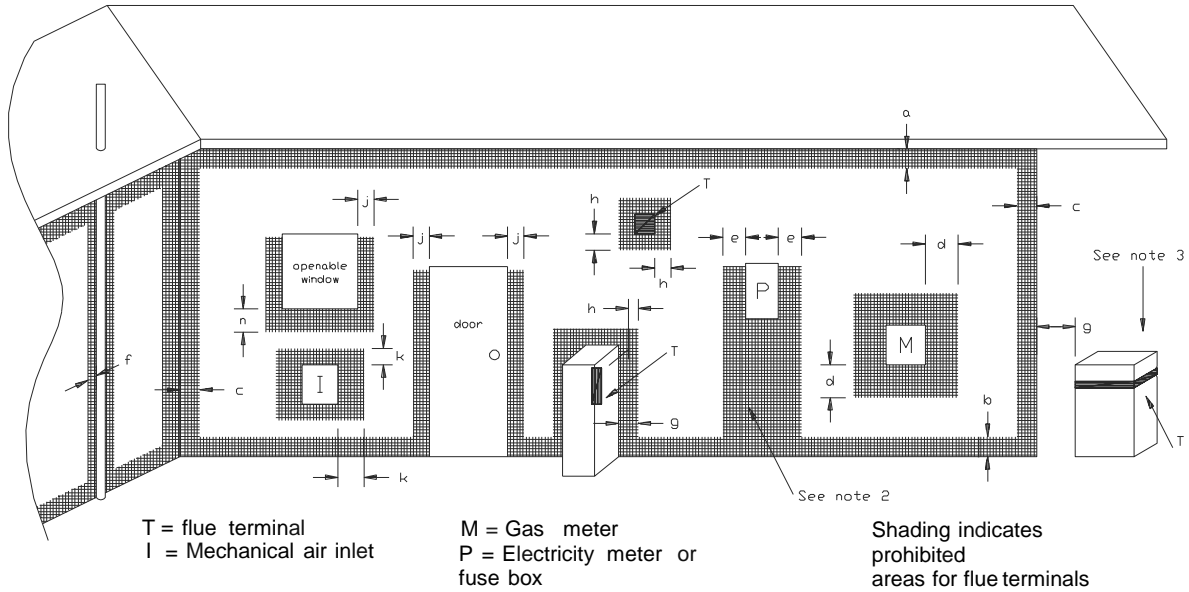 a
T
h
j
j
j
c
e
e
d
h
See note 3
openable
window
P
h
door
n
g
k
T
M
f
I
d
c
g
b
T
k
See note 2
T = flue terminal
I = Mechanical air inlet
M = Gas meter
P = Electricity meter or
fuse box
Shading indicates
prohibited
areas for flue terminals